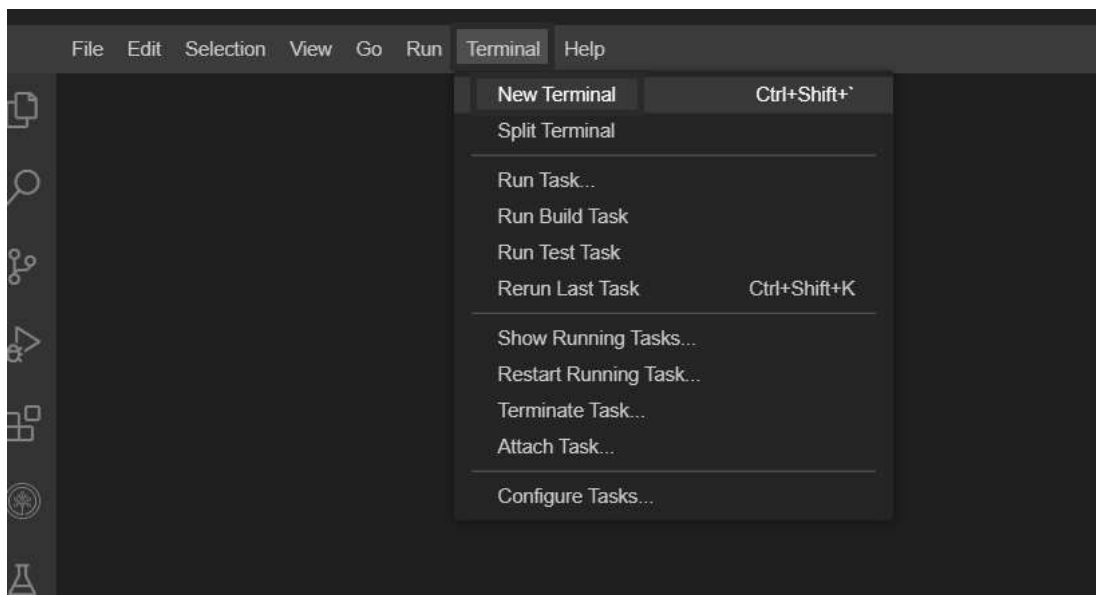 File Edit Selection View Go Run Terminal Help
New Terminal Ctrl+Shift+`
Split Terminal
Run Task...
Run Build Task
Run Test Task
Rerun Last Task Ctrl+Shift+K
Show Running Tasks...
Restart Running Task...
Terminate Task...
Attach Task...
Configure Tasks...